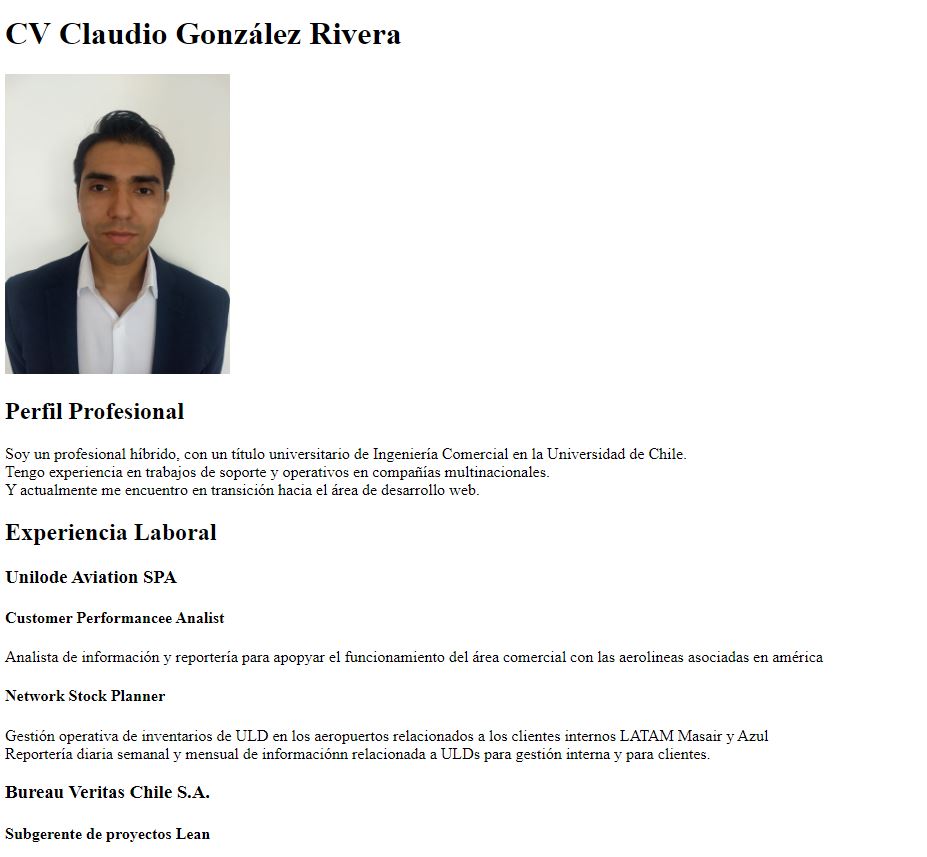 CV Claudio González Rivera
Perfil Profesional
Soy un profesional híbrido, con un título universitario de Ingeniería Comercial en la Universidad de Chile.
Tengo experiencia en trabajos de soporte y operativos en compañías multinacionales.
Y actualmente me encuentro en transición hacia el área de desarrollo web.
Experiencia Laboral
Unilode Aviation SPA
Customer Performancee Analist
Analista de información y reportería para apopyar el funcionamiento del área comercial con las aerolineas asociadas en américa
Network Stock Planner
Gestión operativa de inventarios de ULD en los aeropuertos relacionados a los clientes internos LATAM Masair y Azul
Reportería diaria semanal y mensual de informaciónn relacionada a ULDs para gestión interna y para clientes.
Bureau Veritas Chile S.A.
Subgerente de proyectos Lean